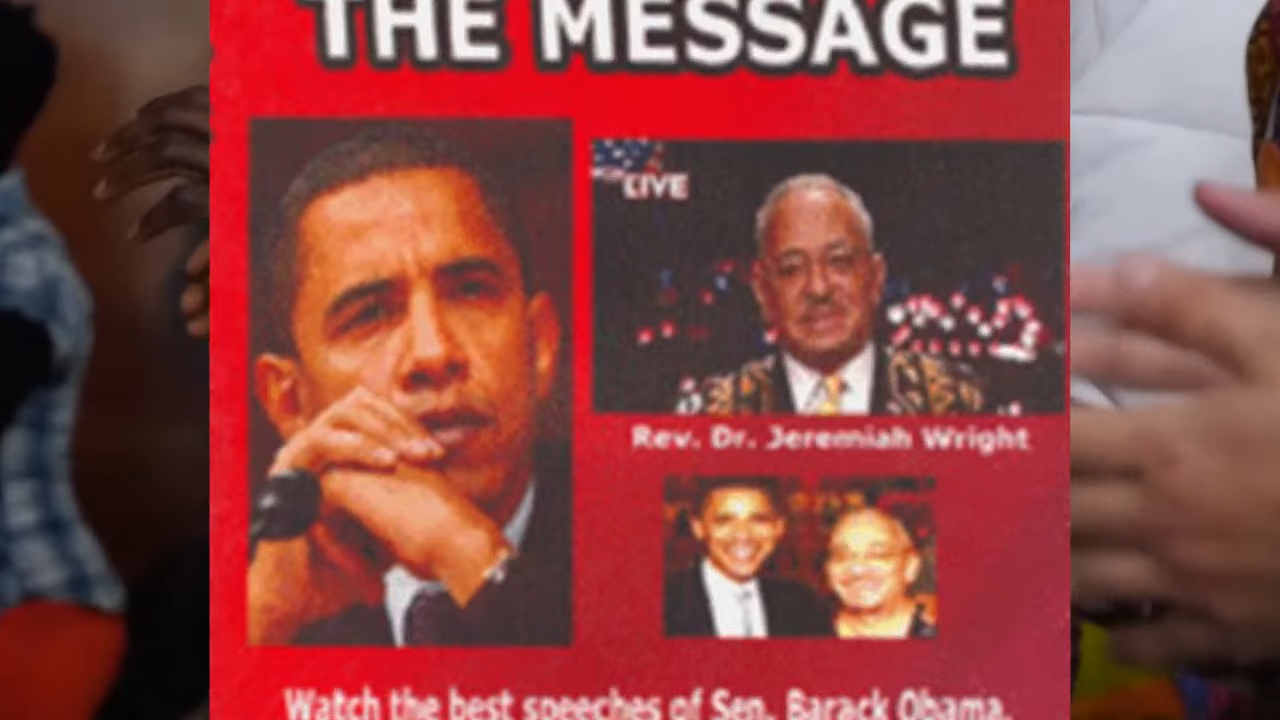 THE MESSAGE
LIVE
Rev. Dr. Jeremiah Wright
Watch the best speeches of Sen. Barack Obama.